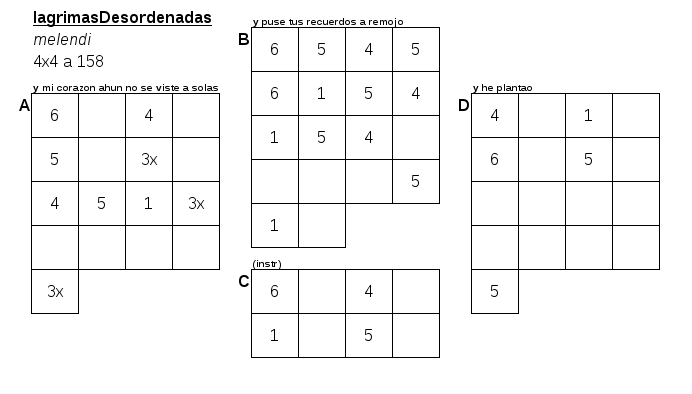 lagrimasDesordenadas
melendi
4x4 a 158
y mi corazon ahun no se viste a solas
A
6 4
5 3x
4 5 1 3x
3x
y puse tus recuerdos a remojo
B
6 5 4 5
6 1 5 4
1 5 4
5
1
(instr)
C
6 4
1 5
y he plantao
D
4 1
6 5
5